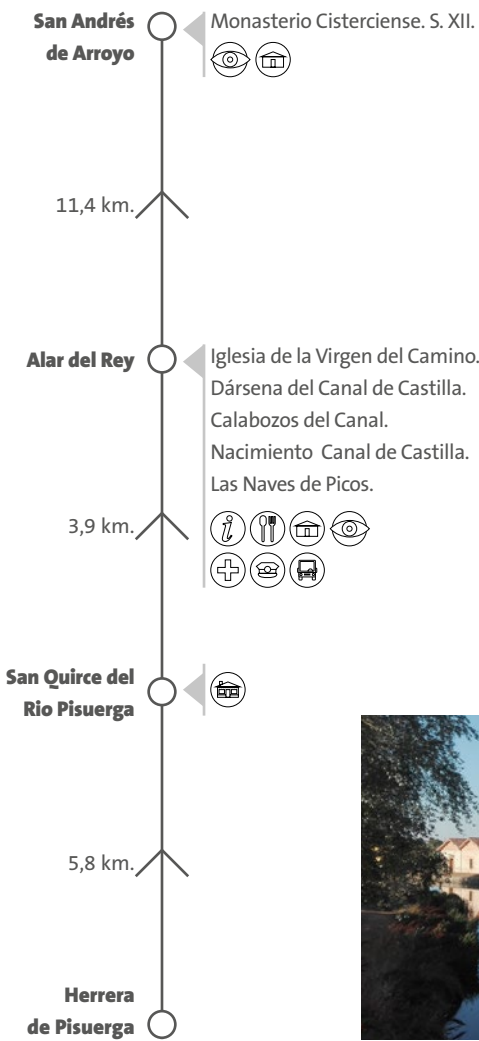 San Andrés
de Arroyo
Monasterio Cisterciense. S. XII.
11,4 km.
Alar del Rey
Iglesia de la Virgen del Camino.
Dársena del Canal de Castilla.
Calabozos del Canal.
Nacimiento Canal de Castilla.
Las Naves de Picos.
i
3,9 km.
San Quirce del
Rio Pisuerga
5,8 km.
Herrera
de Pisuerga